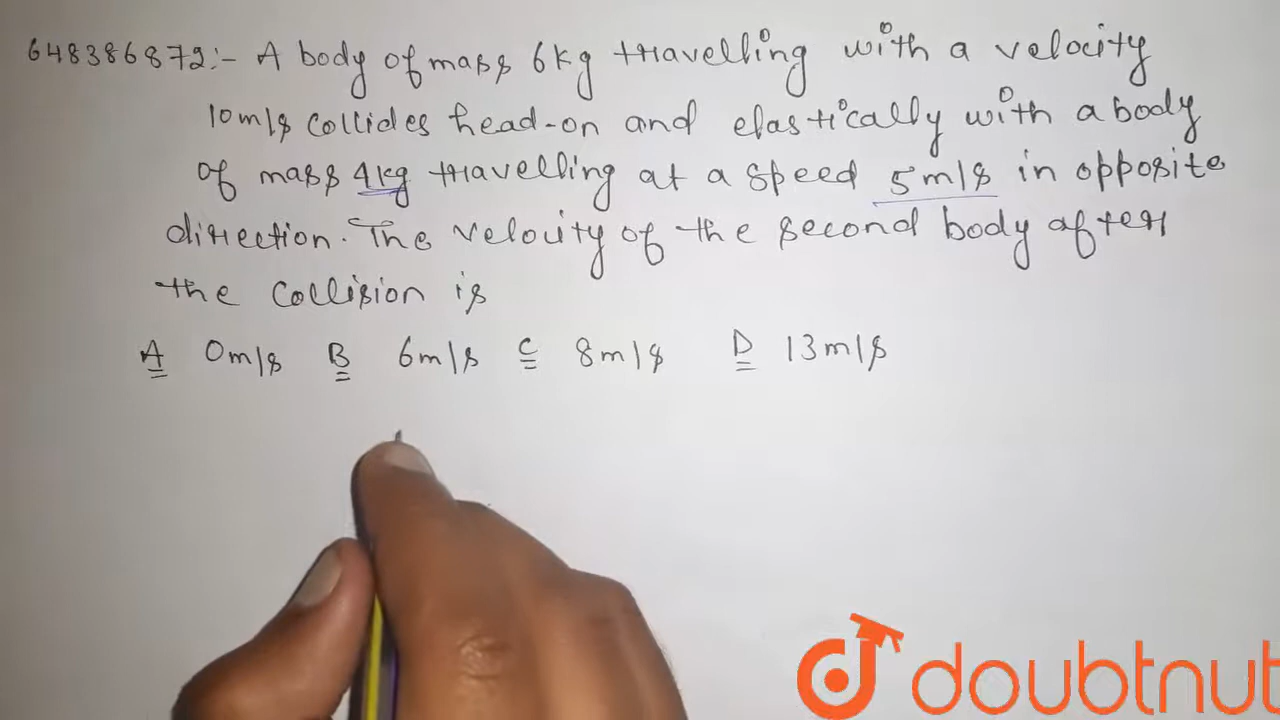 648386872:- A body of mass 6kg travelling with a velocity
10m/s collides head-on and elastically with a body
of mass 4kg travelling at a speed 5m/s in opposite
direction. The velocity of the second body after
the collision is
A 0m/s B 6m/s C 8m/s D 13m/s
doubtnut